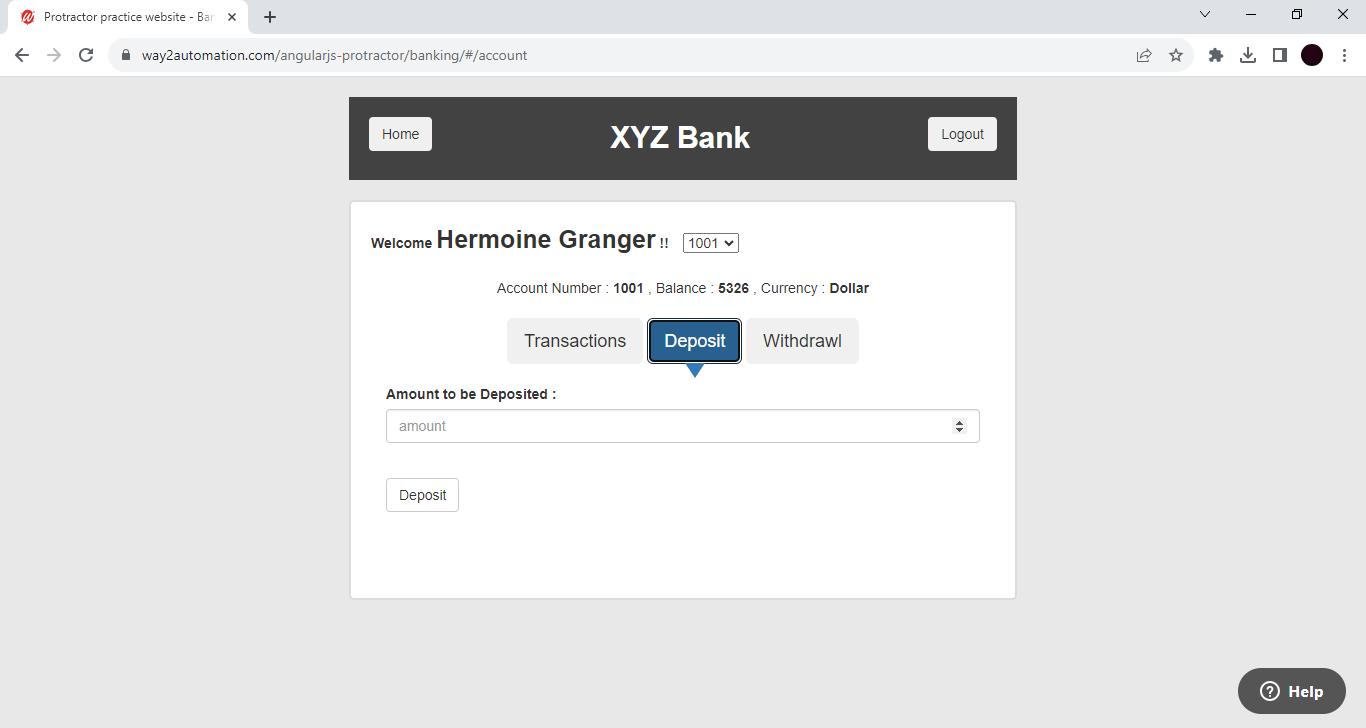 Protractor practice website - Ban
way2automation.com/angularjs-protractor/banking/#/account
Home
XYZ Bank
Logout
Welcome Hermoine Granger !! 1001
Account Number : 1001 , Balance : 5326 , Currency : Dollar
Transactions Deposit Withdrawl
Amount to be Deposited :
amount
Deposit
Help